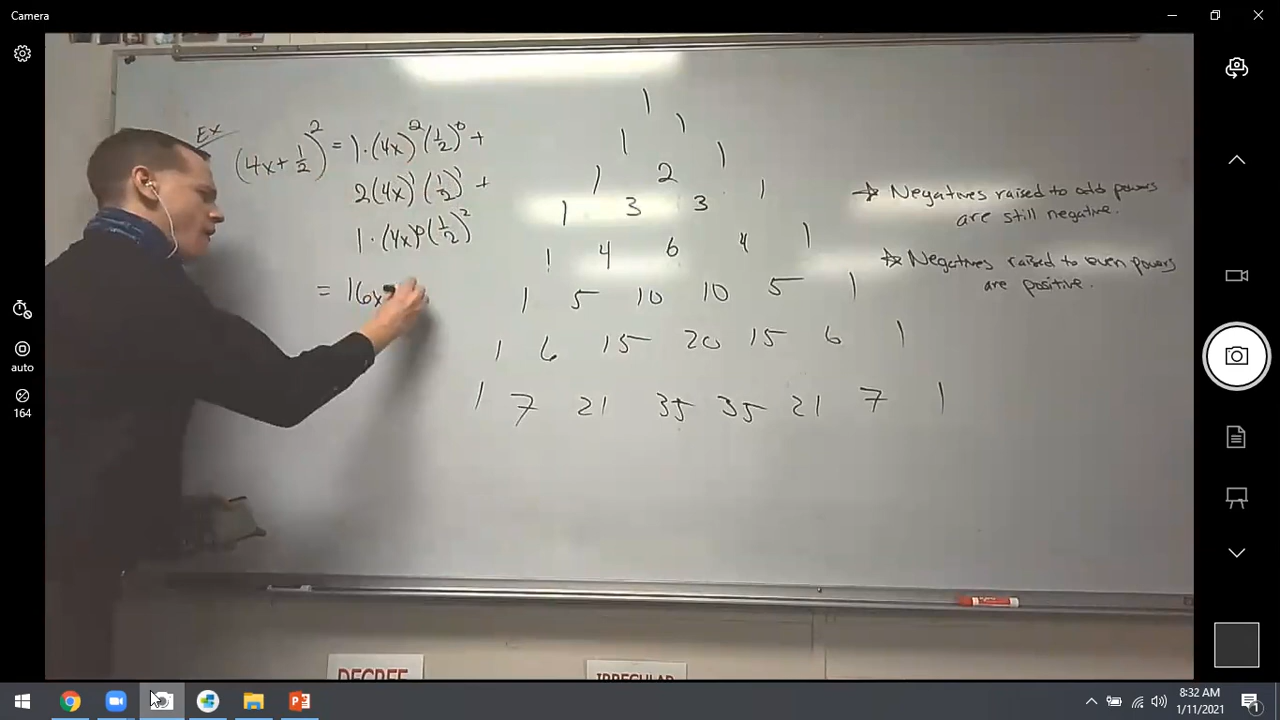 Camera
Ex
(4x + 1/2)² = 1·(4x)²(1/2)⁰ +
2(4x)¹(1/2)¹ +
1·(4x)⁰(1/2)²
= 16x
1
1 1
1 2 1
1 3 3 1
1 4 6 4 1
1 5 10 10 5 1
1 6 15 20 15 6 1
1 7 21 35 35 21 7 1
☆ Negatives raised to odd powers
are still negative.
☆ Negatives raised to even powers
are positive.
auto
164
DEGREE
IRREGULAR
8:32 AM
1/11/2021
1